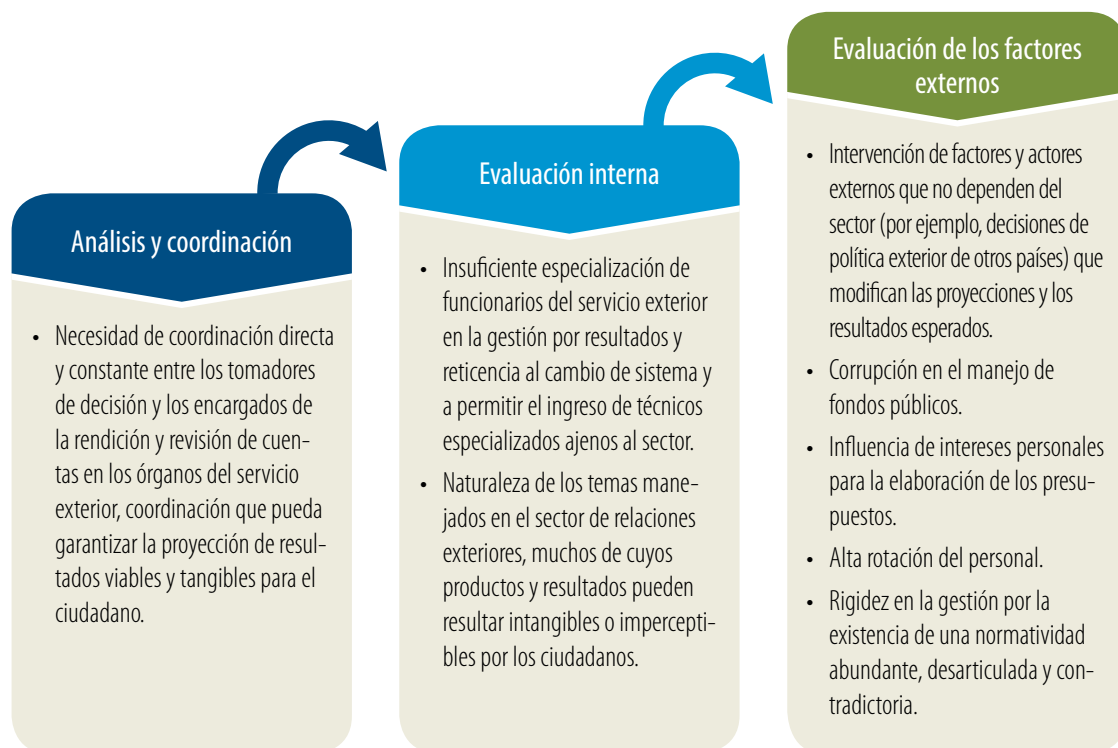 Análisis y coordinación
• Necesidad de coordinación directa
y constante entre los tomadores
de decisión y los encargados de
la rendición y revisión de cuen-
tas en los órganos del servicio
exterior, coordinación que pueda
garantizar la proyección de resul-
tados viables y tangibles para el
ciudadano.
Evaluación interna
• Insuficiente especialización de
funcionarios del servicio exterior
en la gestión por resultados y
reticencia al cambio de sistema y
a permitir el ingreso de técnicos
especializados ajenos al sector.
• Naturaleza de los temas mane-
jados en el sector de relaciones
exteriores, muchos de cuyos
productos y resultados pueden
resultar intangibles o impercepti-
bles por los ciudadanos.
Evaluación de los factores
externos
• Intervención de factores y actores
externos que no dependen del
sector (por ejemplo, decisiones de
política exterior de otros países) que
modifican las proyecciones y los
resultados esperados.
• Corrupción en el manejo de
fondos públicos.
• Influencia de intereses personales
para la elaboración de los presu-
puestos.
• Alta rotación del personal.
• Rigidez en la gestión por la
existencia de una normatividad
abundante, desarticulada y con-
tradictoria.